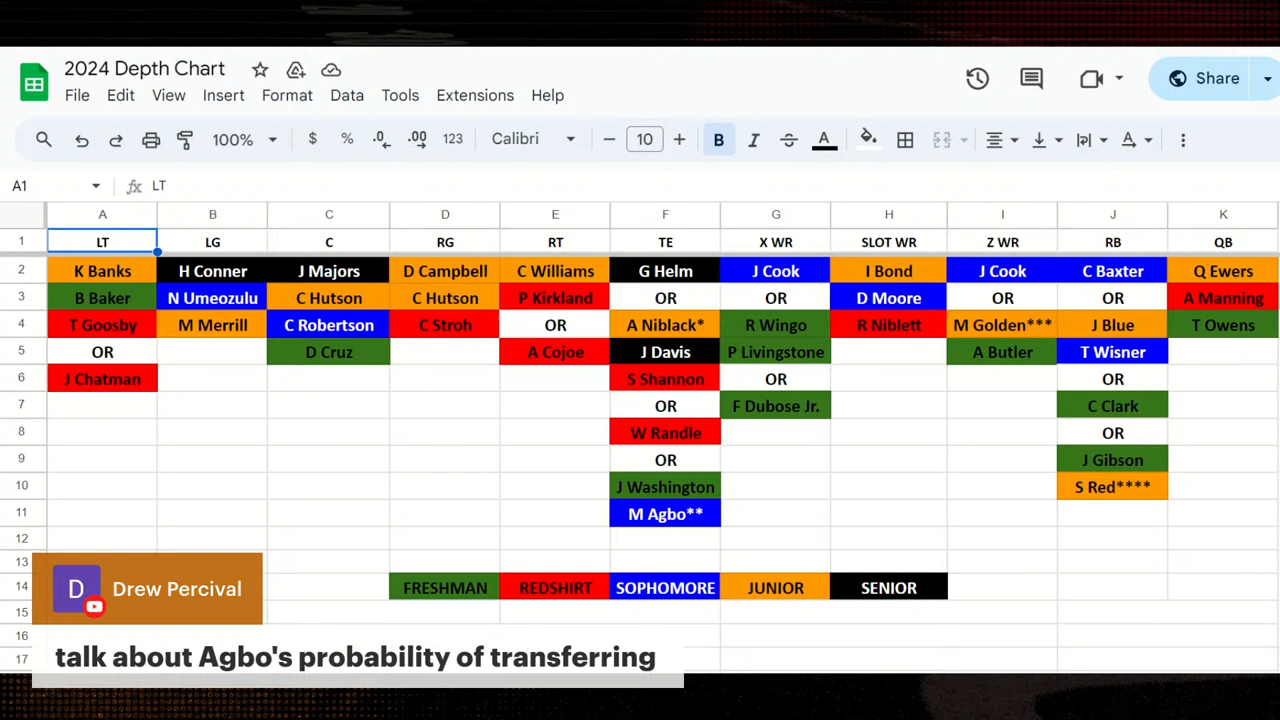 2024 Depth Chart
Share
File Edit View Insert Format Data Tools Extensions Help
100% $ % .0 .00 123 Calibri 10 B I A
A1 fx LT
A B C D E F G H I J K
1 LT LG C RG RT TE X WR SLOT WR Z WR RB QB
2 K Banks H Conner J Majors D Campbell C Williams G Helm J Cook I Bond J Cook C Baxter Q Ewers
3 B Baker N Umeozulu C Hutson C Hutson P Kirkland OR OR D Moore OR OR A Manning
4 T Goosby M Merrill C Robertson C Stroh OR A Niblack* R Wingo R Niblett M Golden*** J Blue T Owens
5 OR D Cruz A Cojoe J Davis P Livingstone A Butler T Wisner
6 J Chatman S Shannon OR OR
7 OR F Dubose Jr. C Clark
8 W Randle OR
9 OR J Gibson
10 J Washington S Red****
11 M Agbo**
12
13
14 FRESHMAN REDSHIRT SOPHOMORE JUNIOR SENIOR
15
16
17
D Drew Percival
talk about Agbo's probability of transferring